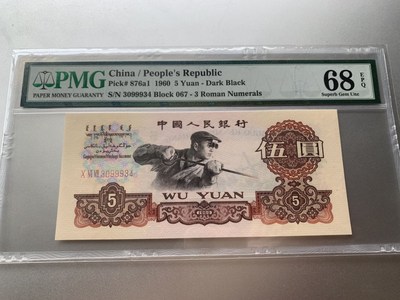 PMG
PAPER MONEY GUARANTY
China / People's Republic
Pick# 876a1 1960 5 Yuan - Dark Black
S/N 3099934 Block 067 - 3 Roman Numerals
68 EPQ
Superb Gem Unc
中國人民銀行
3099934
伍圓
WU YUAN
5
5